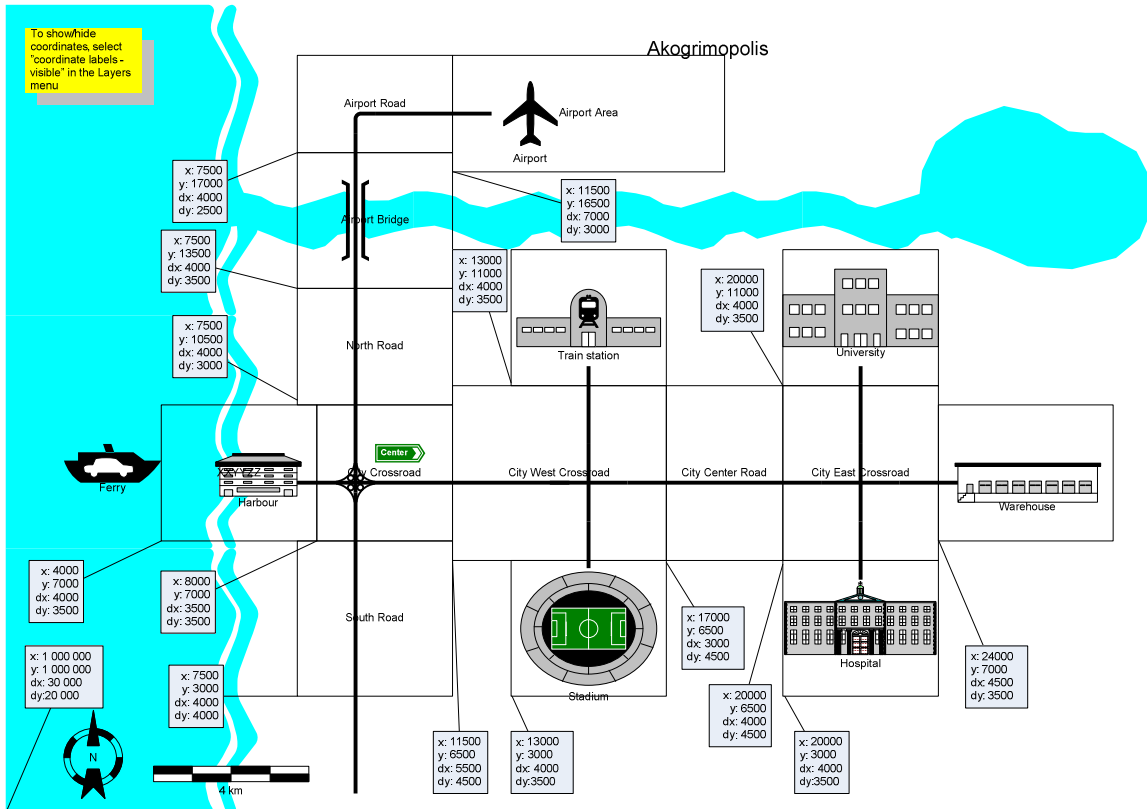 Akogrimopolis
To show/hide
coordinates, select
"coordinate labels -
visible" in the Layers
menu
Airport Road
Airport Area
Airport
x: 7500
y: 17000
dx: 4000
dy: 2500
x: 11500
y: 16500
dx: 7000
dy: 3000
Airport Bridge
x: 7500
y: 13500
dx: 4000
dy: 3500
x: 13000
y: 11000
dx: 4000
dy: 3500
x: 20000
y: 11000
dx: 4000
dy: 3500
x: 7500
y: 10500
dx: 4000
dy: 3000
North Road
Train station
University
Center
City Crossroad
City West Crossroad
City Center Road
City East Crossroad
Ferry
Harbour
Warehouse
x: 4000
y: 7000
dx: 4000
dy: 3500
x: 8000
y: 7000
dx: 3500
dy: 3500
South Road
x: 17000
y: 6500
dx: 3000
dy: 4500
Hospital
x: 24000
y: 7000
dx: 4500
dy: 3500
x: 1 000 000
y: 1 000 000
dx: 30 000
dy:20 000
x: 7500
y: 3000
dx: 4000
dy: 4000
Stadium
x: 20000
y: 6500
dx: 4000
dy: 4500
N
x: 11500
y: 6500
dx: 5500
dy: 4500
x: 13000
y: 3000
dx: 4000
dy:3500
x: 20000
y: 3000
dx: 4000
dy:3500
4 km